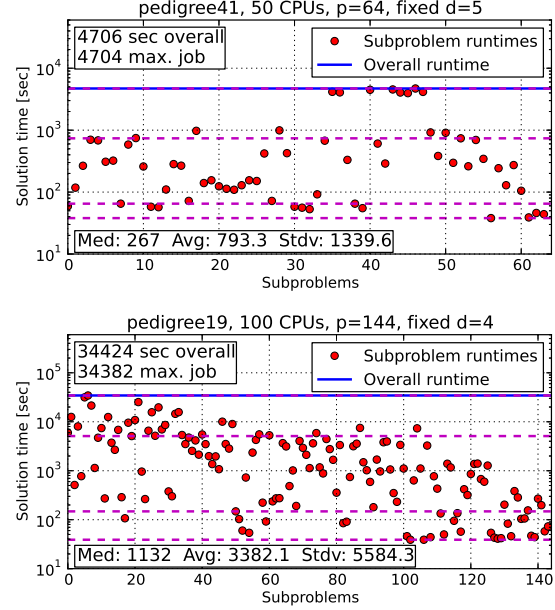 pedigree41, 50 CPUs, p=64, fixed d=5
4706 sec overall
4704 max. job
Subproblem runtimes
Overall runtime
Solution time [sec]
10^4
10^3
10^2
10^1
Med: 267 Avg: 793.3 Stdv: 1339.6
0 10 20 30 40 50 60
Subproblems
pedigree19, 100 CPUs, p=144, fixed d=4
34424 sec overall
34382 max. job
Subproblem runtimes
Overall runtime
Solution time [sec]
10^5
10^4
10^3
10^2
10^1
Med: 1132 Avg: 3382.1 Stdv: 5584.3
0 20 40 60 80 100 120 140
Subproblems